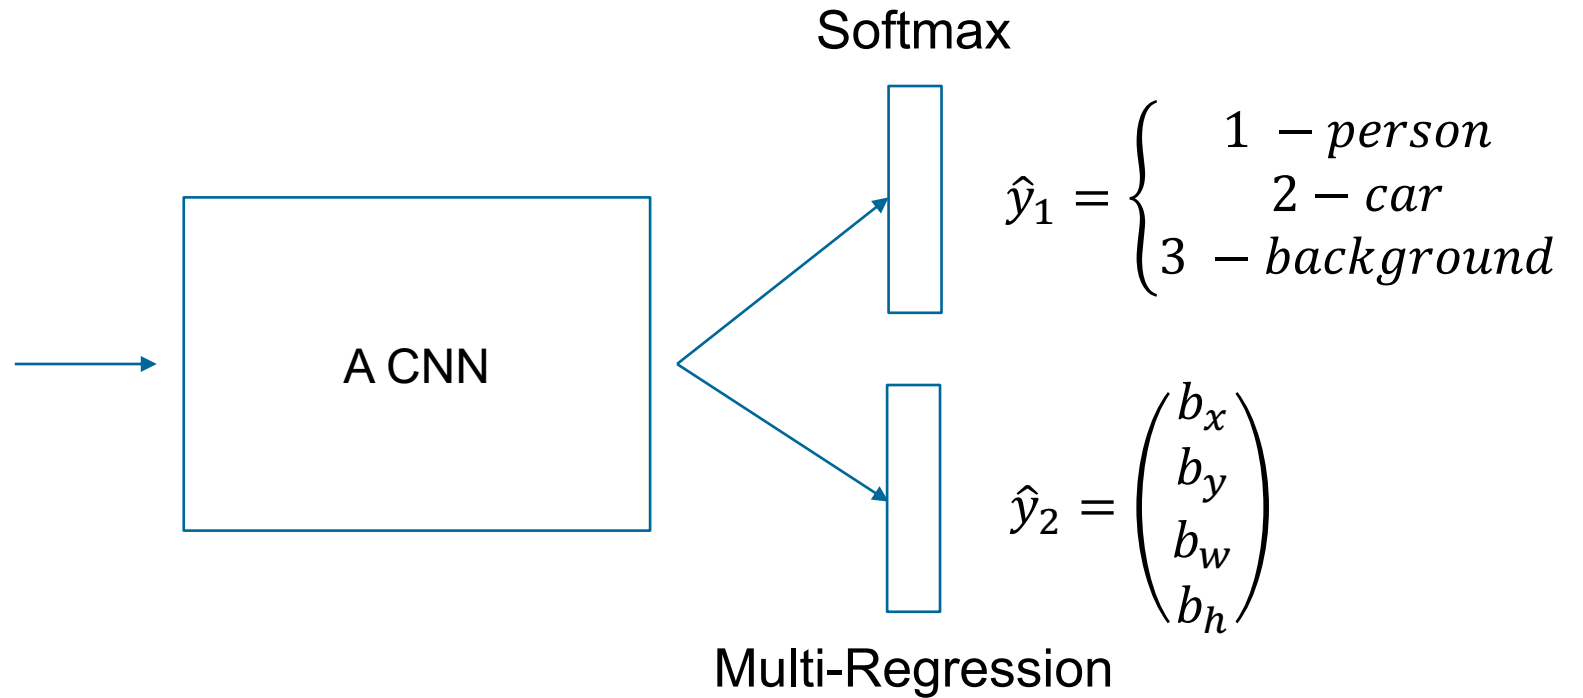 Softmax
ŷ₁ = { 1 – person
2 – car
3 – background
A CNN
ŷ₂ = ( b_x
b_y
b_w
b_h )
Multi-Regression